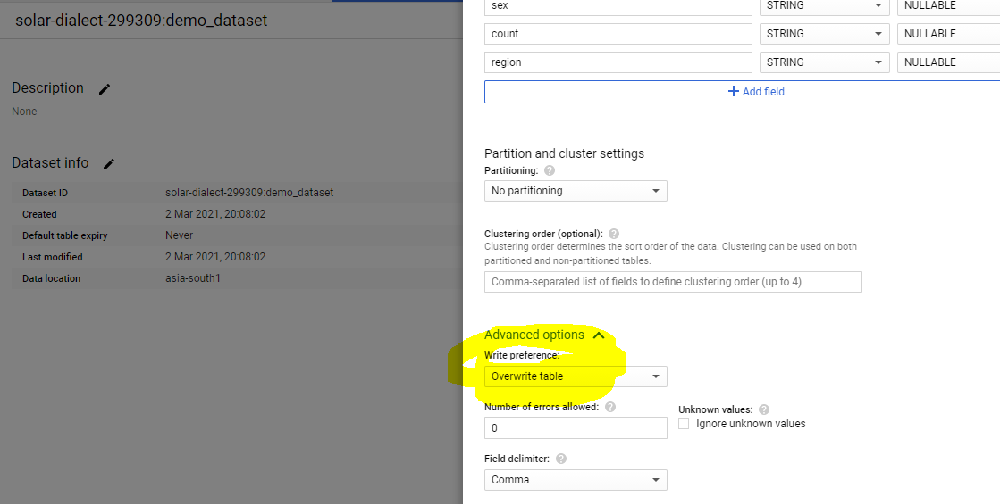 solar-dialect-299309:demo_dataset
Description
None
Dataset info
Dataset ID solar-dialect-299309:demo_dataset
Created 2 Mar 2021, 20:08:02
Default table expiry Never
Last modified 2 Mar 2021, 20:08:02
Data location asia-south1
sex STRING NULLABLE
count STRING NULLABLE
region STRING NULLABLE
+ Add field
Partition and cluster settings
Partitioning: ?
No partitioning
Clustering order (optional): ?
Clustering order determines the sort order of the data. Clustering can be used on both
partitioned and non-partitioned tables.
Comma-separated list of fields to define clustering order (up to 4)
Advanced options
Write preference:
Overwrite table
Number of errors allowed: ?
0
Unknown values: ?
Ignore unknown values
Field delimiter: ?
Comma